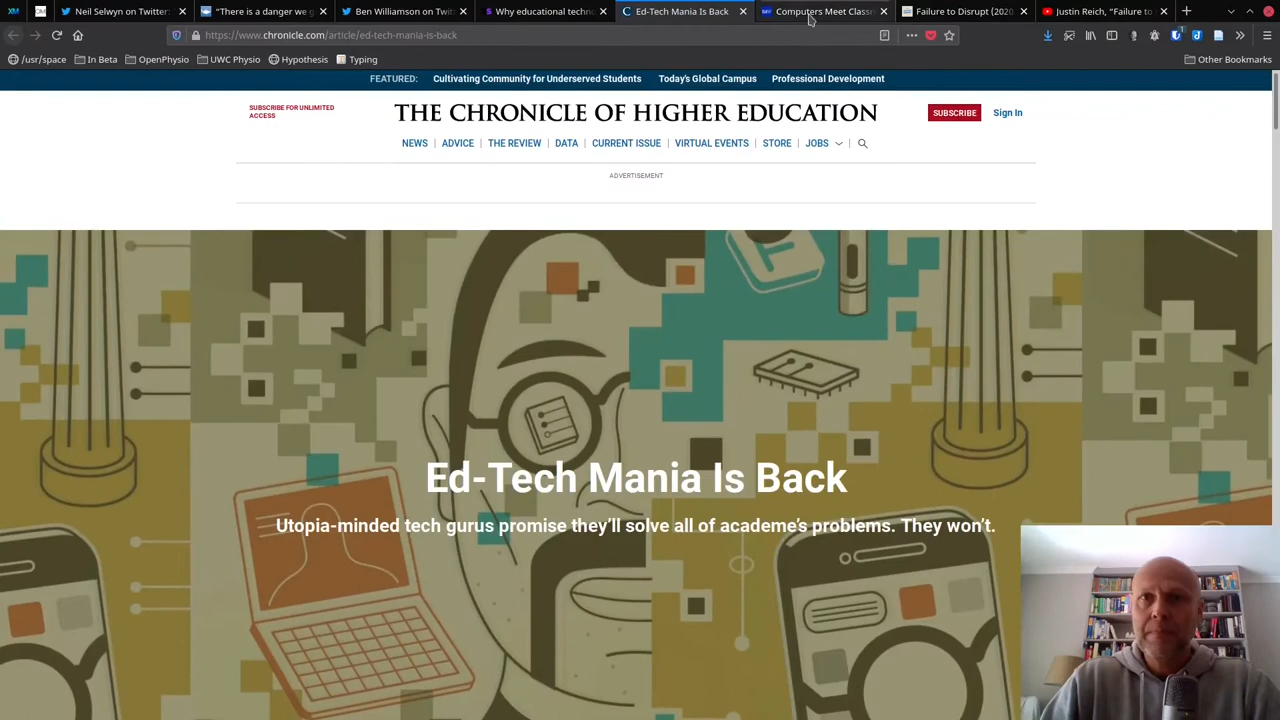 Neil Selwyn on Twitter:
"There is a danger we g
Ben Williamson on Twitte
Why educational techno
Ed-Tech Mania Is Back
Computers Meet Classr
Failure to Disrupt (2020
Justin Reich, "Failure to
https://www.chronicle.com/article/ed-tech-mania-is-back
/usr/space
In Beta
OpenPhysio
UWC Physio
Hypothesis
Typing
Other Bookmarks
FEATURED: Cultivating Community for Underserved Students Today's Global Campus Professional Development
SUBSCRIBE FOR UNLIMITED
ACCESS
THE CHRONICLE OF HIGHER EDUCATION
SUBSCRIBE
Sign In
NEWS | ADVICE | THE REVIEW | DATA | CURRENT ISSUE | VIRTUAL EVENTS | STORE | JOBS
ADVERTISEMENT
Ed-Tech Mania Is Back
Utopia-minded tech gurus promise they'll solve all of academe's problems. They won't.